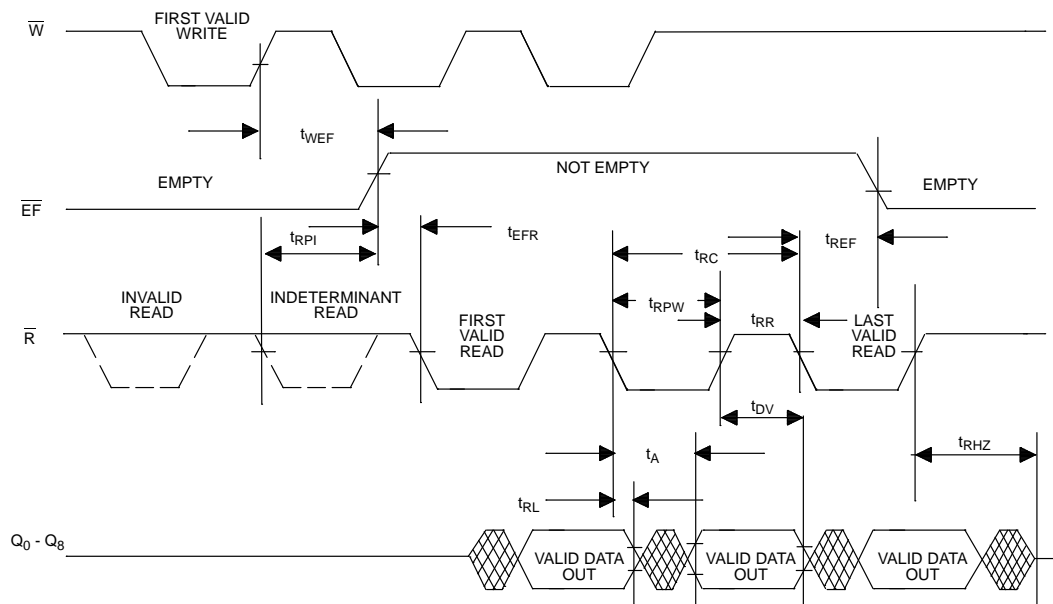 W
FIRST VALID
WRITE
tWEF
EMPTY
NOT EMPTY
EMPTY
EF
tRPI
tEFR
tRC
tREF
INVALID
READ
INDETERMINANT
READ
R
FIRST
VALID
READ
tRPW
tRR
LAST
VALID
READ
tDV
tA
tRHZ
tRL
Q0 - Q8
VALID DATA
OUT
VALID DATA
OUT
VALID DATA
OUT